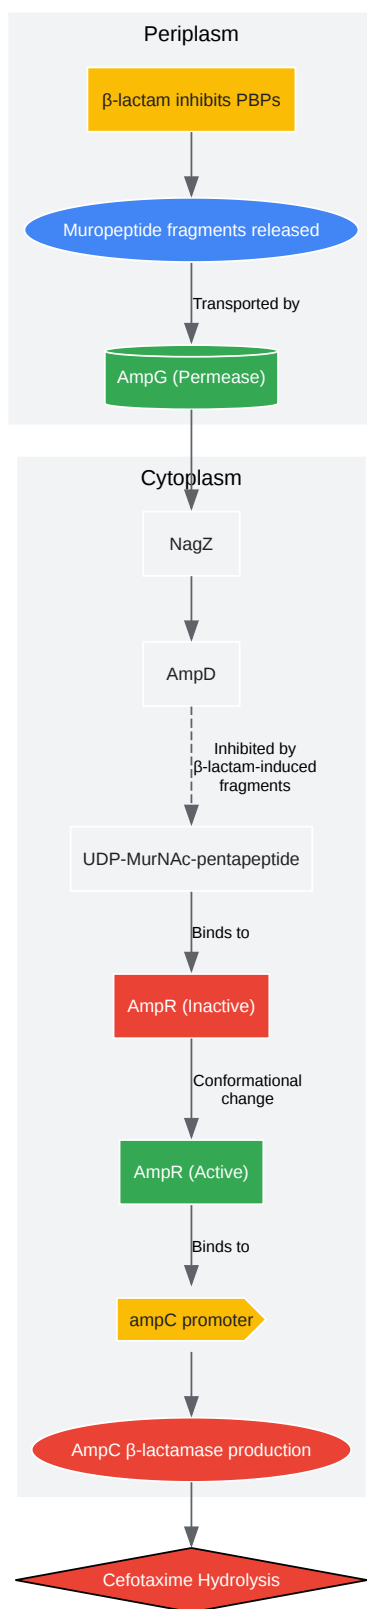 Periplasm
β-lactam inhibits PBPs
Muropeptide fragments released
Transported by
AmpG (Permease)
Cytoplasm
NagZ
AmpD
Inhibited by
β-lactam-induced
fragments
UDP-MurNAc-pentapeptide
Binds to
AmpR (Inactive)
Conformational
change
AmpR (Active)
Binds to
ampC promoter
AmpC β-lactamase production
Cefotaxime Hydrolysis